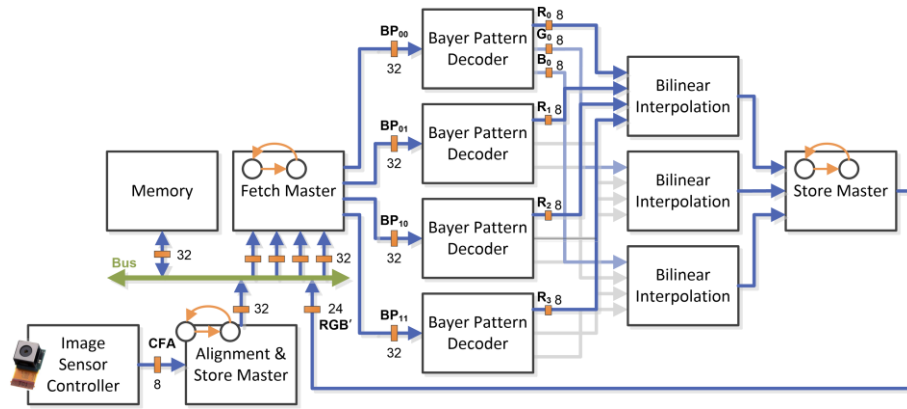 BP00
32
Bayer Pattern
Decoder
R0 8
G0 8
B0
8
Bilinear
Interpolation
BP01
32
Bayer Pattern
Decoder
R1 8
Memory
Fetch Master
Bilinear
Interpolation
Store Master
BP10
32
Bayer Pattern
Decoder
R2 8
32
32
Bus
Bilinear
Interpolation
32
24
RGB'
BP11
32
Bayer Pattern
Decoder
R3 8
Image
Sensor
Controller
CFA
8
Alignment &
Store Master